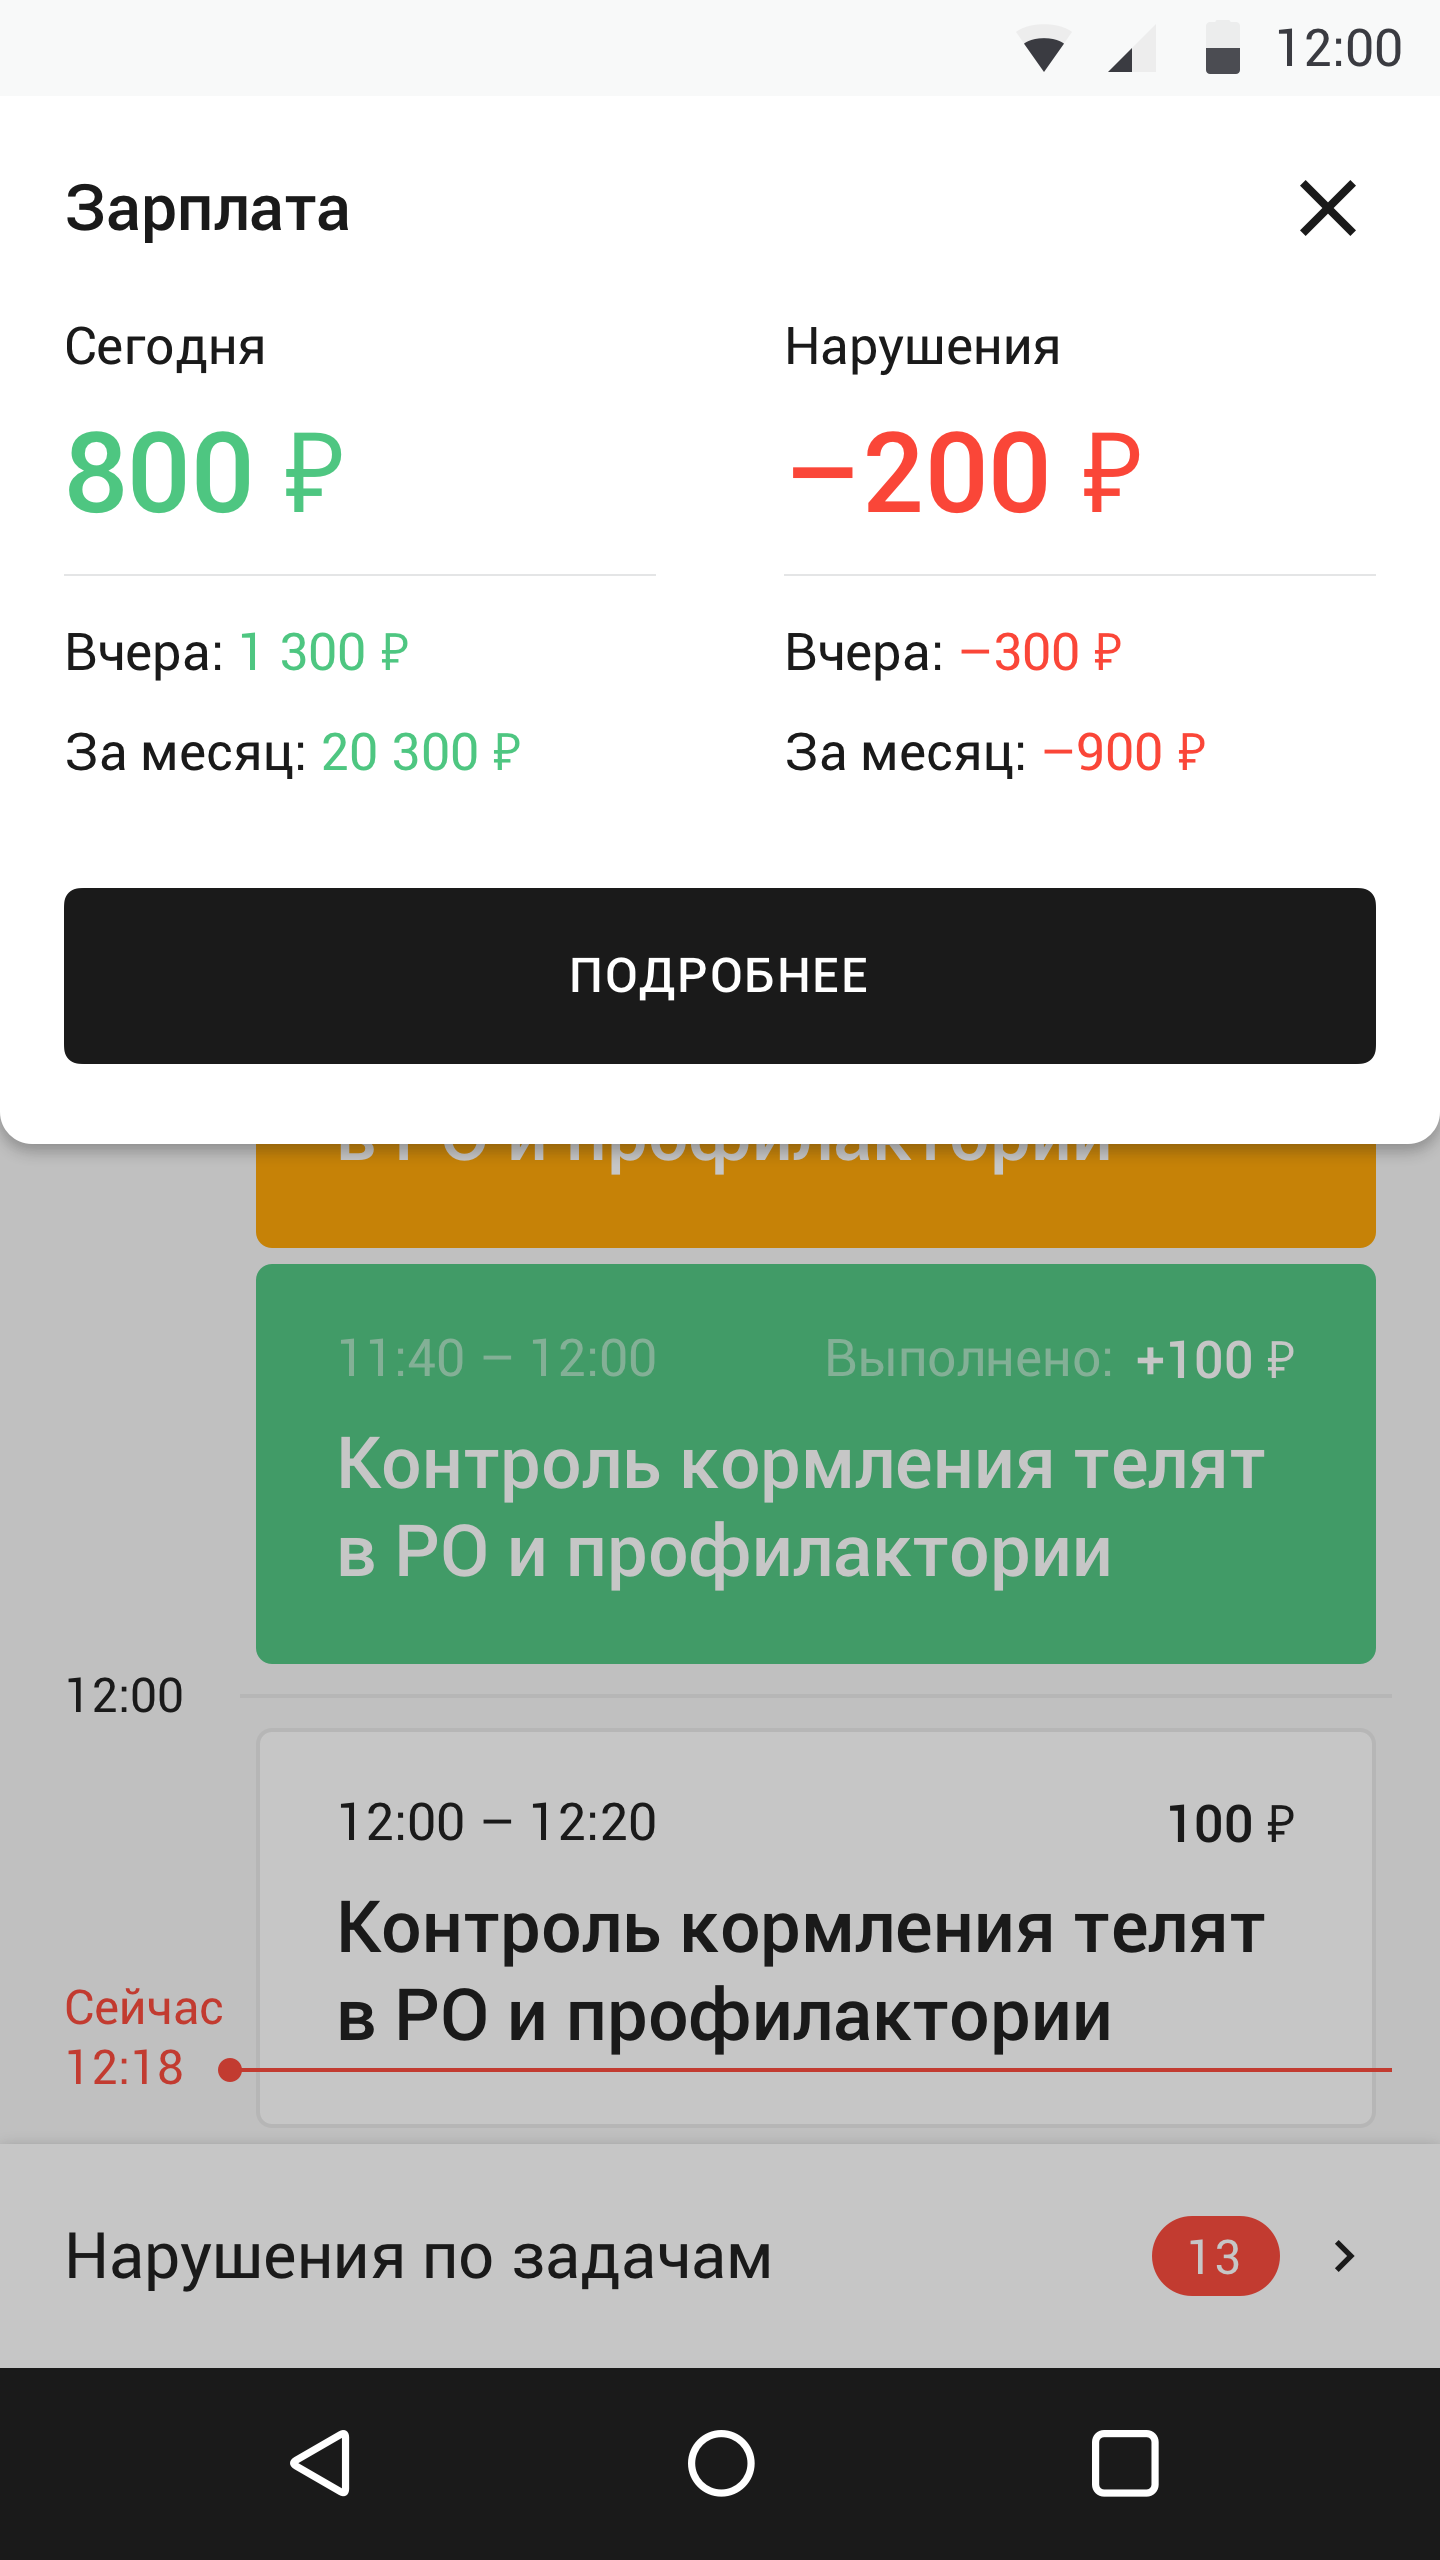 12:00
Зарплата
Сегодня
Нарушения
800 ₽
–200 ₽
Вчера: 1 300 ₽
Вчера: –300 ₽
За месяц: 20 300 ₽
За месяц: –900 ₽
ПОДРОБНЕЕ
в РО и профилактории
11:40 – 12:00
Выполнено: +100 ₽
Контроль кормления телят
в РО и профилактории
12:00
12:00 – 12:20
100 ₽
Контроль кормления телят
в РО и профилактории
Сейчас
12:18
Нарушения по задачам
13